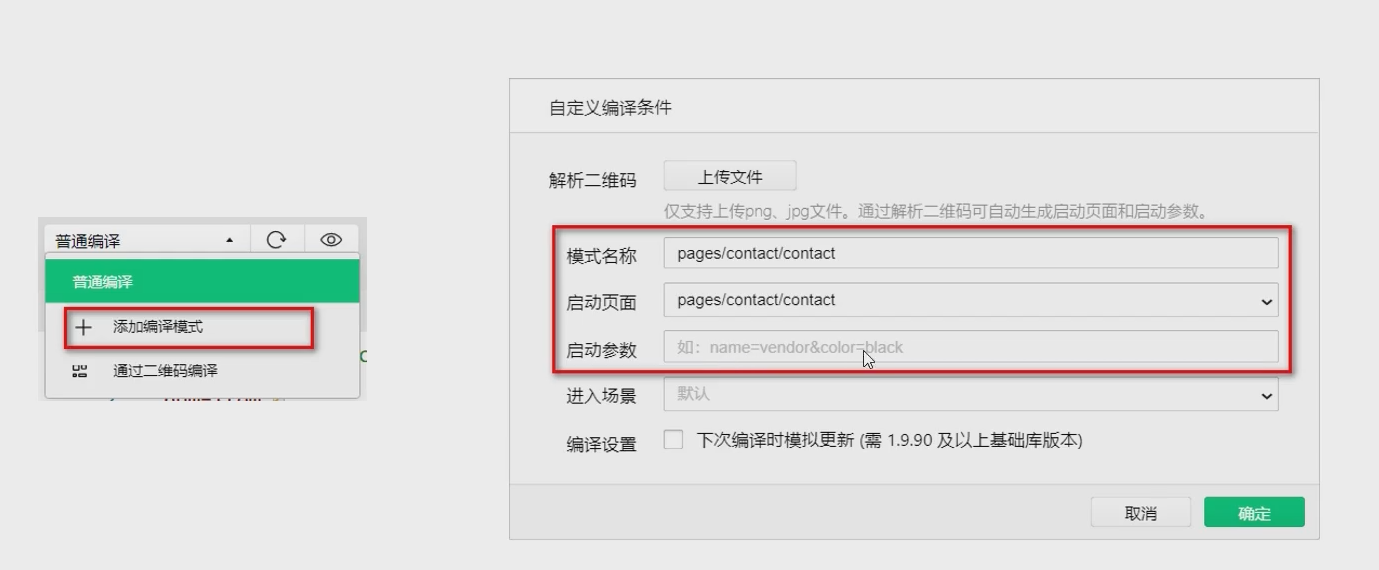 普通编译
普通编译
添加编译模式
通过二维码编译
自定义编译条件
解析二维码 上传文件
仅支持上传png、jpg文件。通过解析二维码可自动生成启动页面和启动参数。
模式名称 pages/contact/contact
启动页面 pages/contact/contact
启动参数 如：name=vendor&color=black
进入场景 默认
编译设置 下次编译时模拟更新 (需 1.9.90 及以上基础库版本)
取消 确定